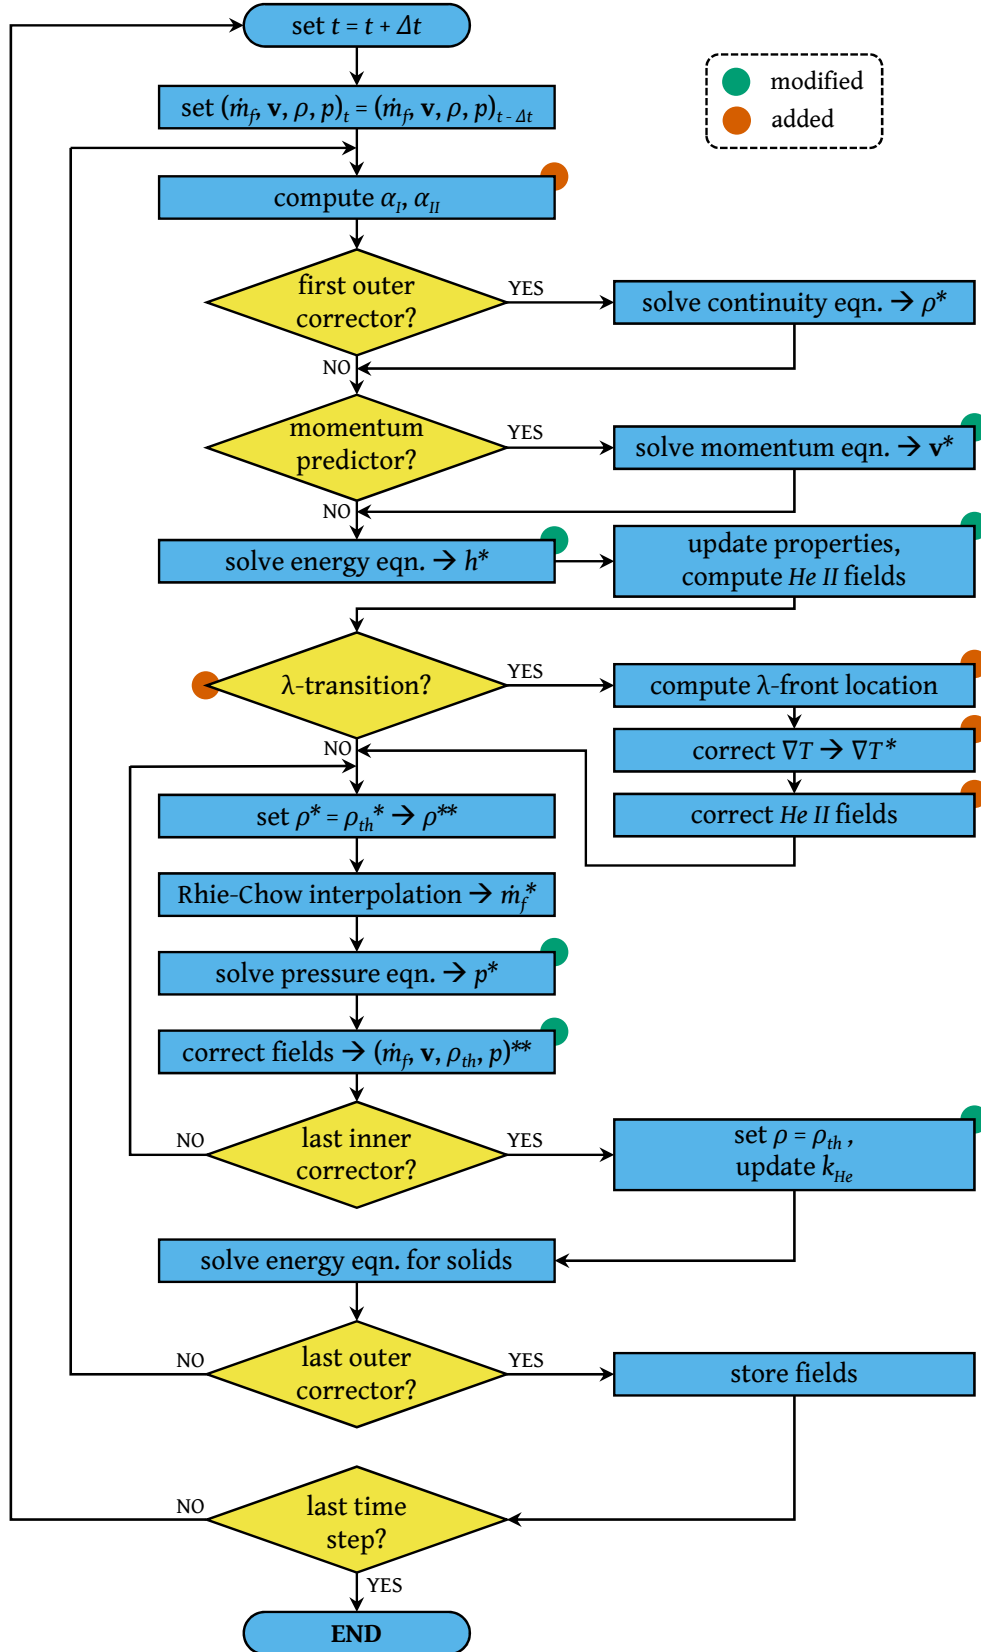 set t = t + Δt
modified
added
set (ṁf, v, ρ, p)t = (ṁf, v, ρ, p)t - Δt
compute αI, αII
first outer
corrector?
YES
solve continuity eqn. → ρ*
NO
momentum
predictor?
YES
solve momentum eqn. → v*
NO
solve energy eqn. → h*
update properties,
compute He II fields
λ-transition?
YES
compute λ-front location
NO
correct ∇T → ∇T*
set ρ* = ρth* → ρ**
correct He II fields
Rhie-Chow interpolation → ṁf*
solve pressure eqn. → p*
correct fields → (ṁf, v, ρth, p)**
NO
last inner
corrector?
YES
set ρ = ρth ,
update kHe
solve energy eqn. for solids
NO
last outer
corrector?
YES
store fields
NO
last time
step?
YES
END